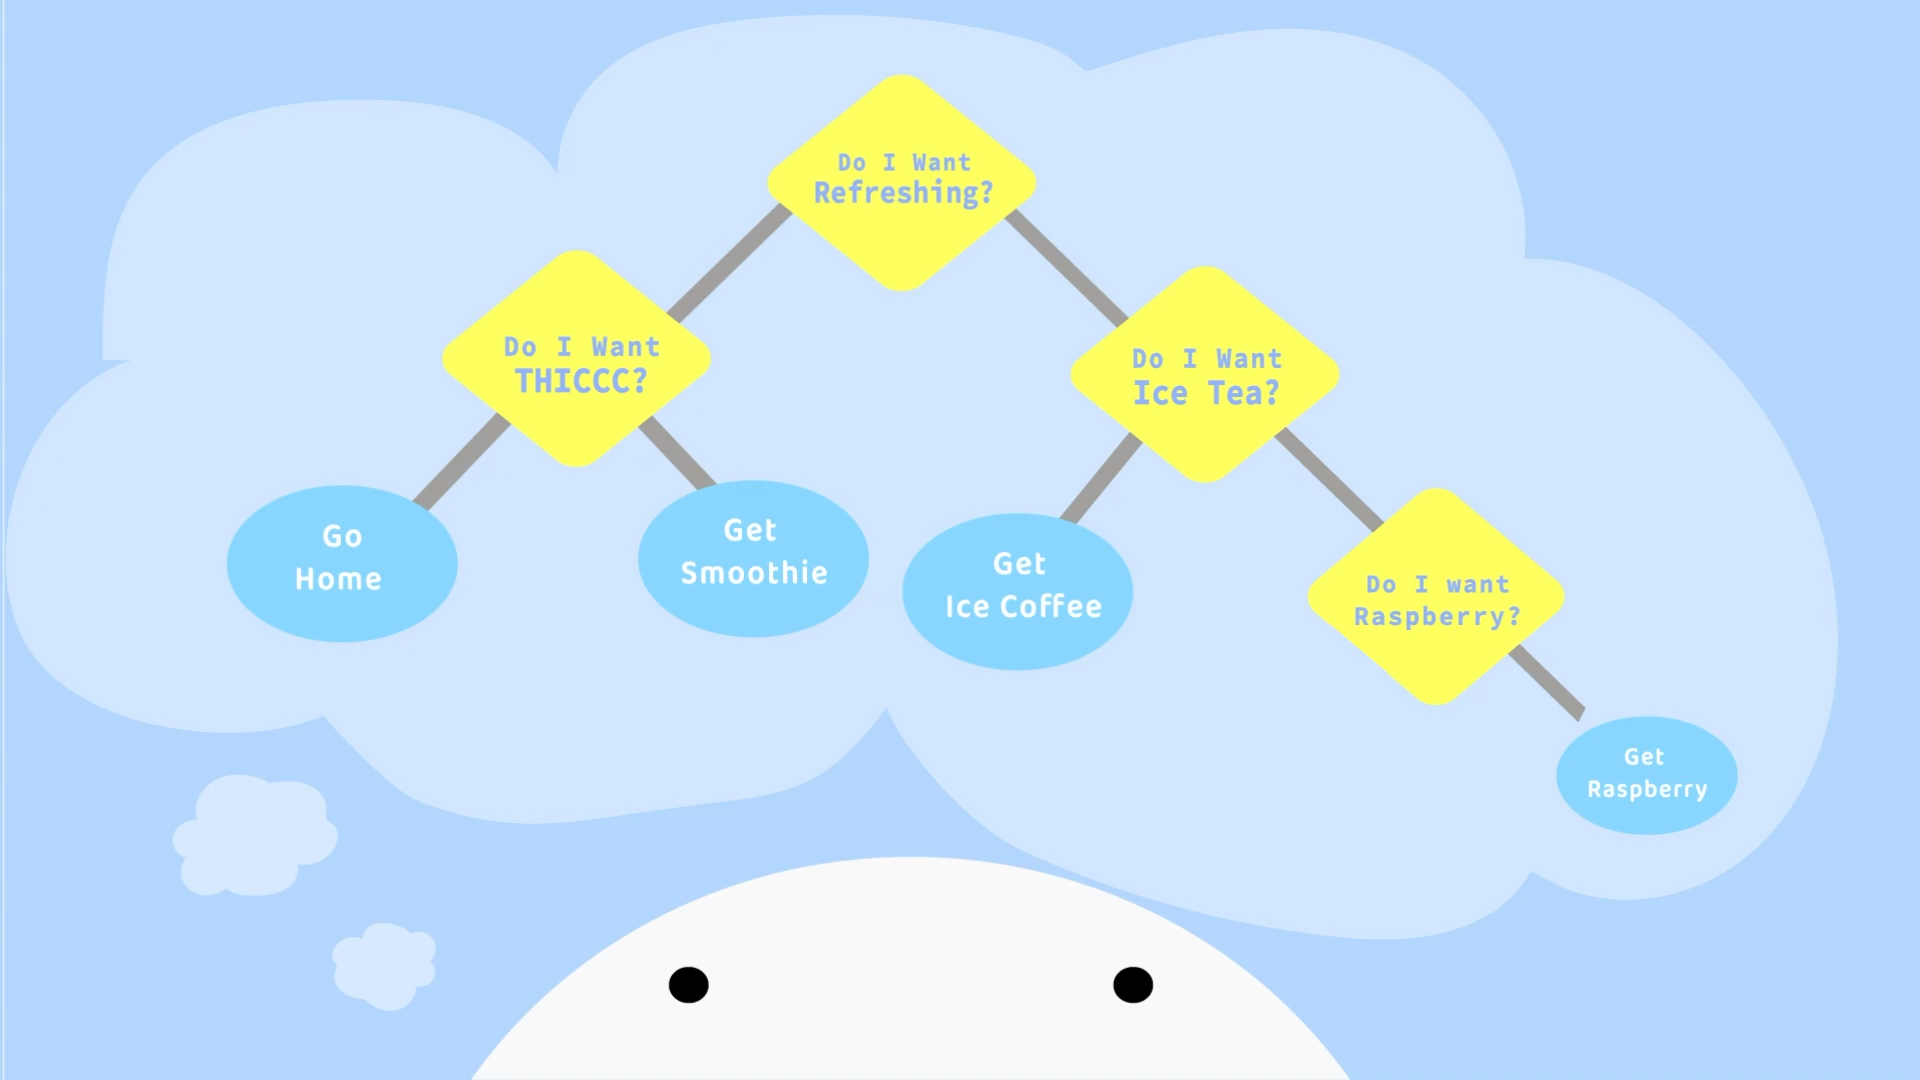 Do I Want
Refreshing?
Do I Want
THICCC?
Do I Want
Ice Tea?
Go
Home
Get
Smoothie
Get
Ice Coffee
Do I want
Raspberry?
Get
Raspberry